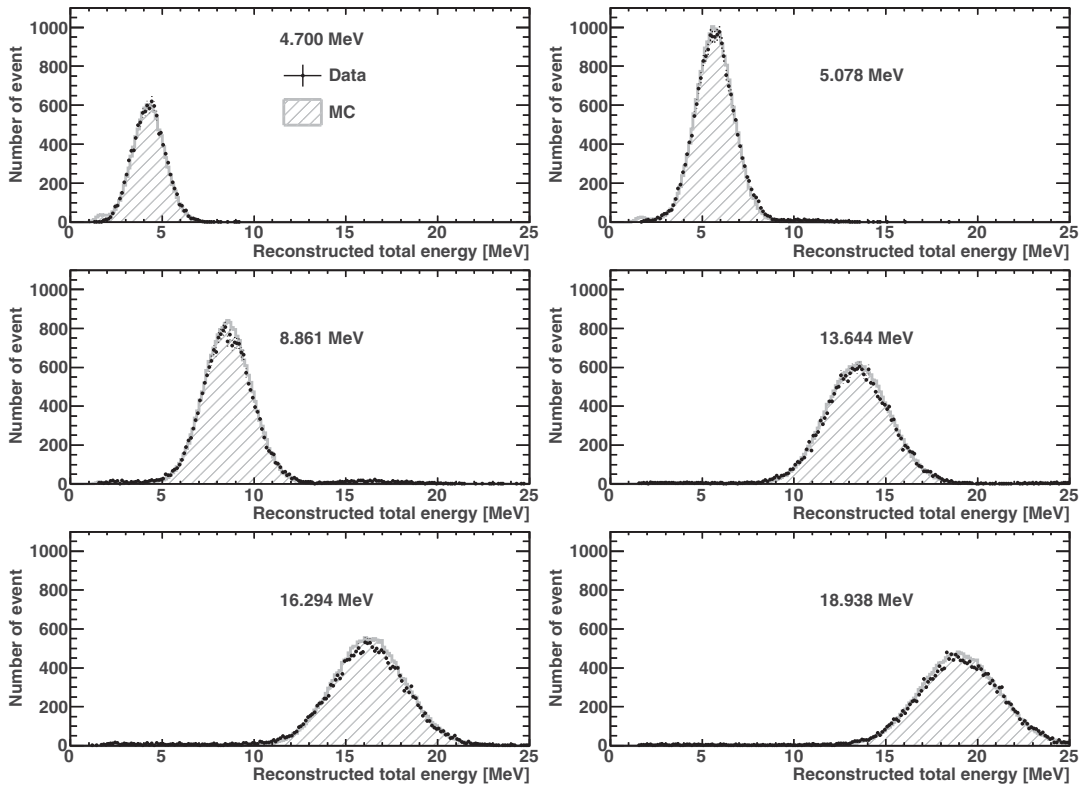 Number of event
1000
800
600
400
200
0
4.700 MeV
Data
MC
0 5 10 15 20 25
Reconstructed total energy [MeV]
Number of event
1000
800
600
400
200
0
5.078 MeV
0 5 10 15 20 25
Reconstructed total energy [MeV]
Number of event
1000
800
600
400
200
0
8.861 MeV
0 5 10 15 20 25
Reconstructed total energy [MeV]
Number of event
1000
800
600
400
200
0
13.644 MeV
0 5 10 15 20 25
Reconstructed total energy [MeV]
Number of event
1000
800
600
400
200
0
16.294 MeV
0 5 10 15 20 25
Reconstructed total energy [MeV]
Number of event
1000
800
600
400
200
0
18.938 MeV
0 5 10 15 20 25
Reconstructed total energy [MeV]